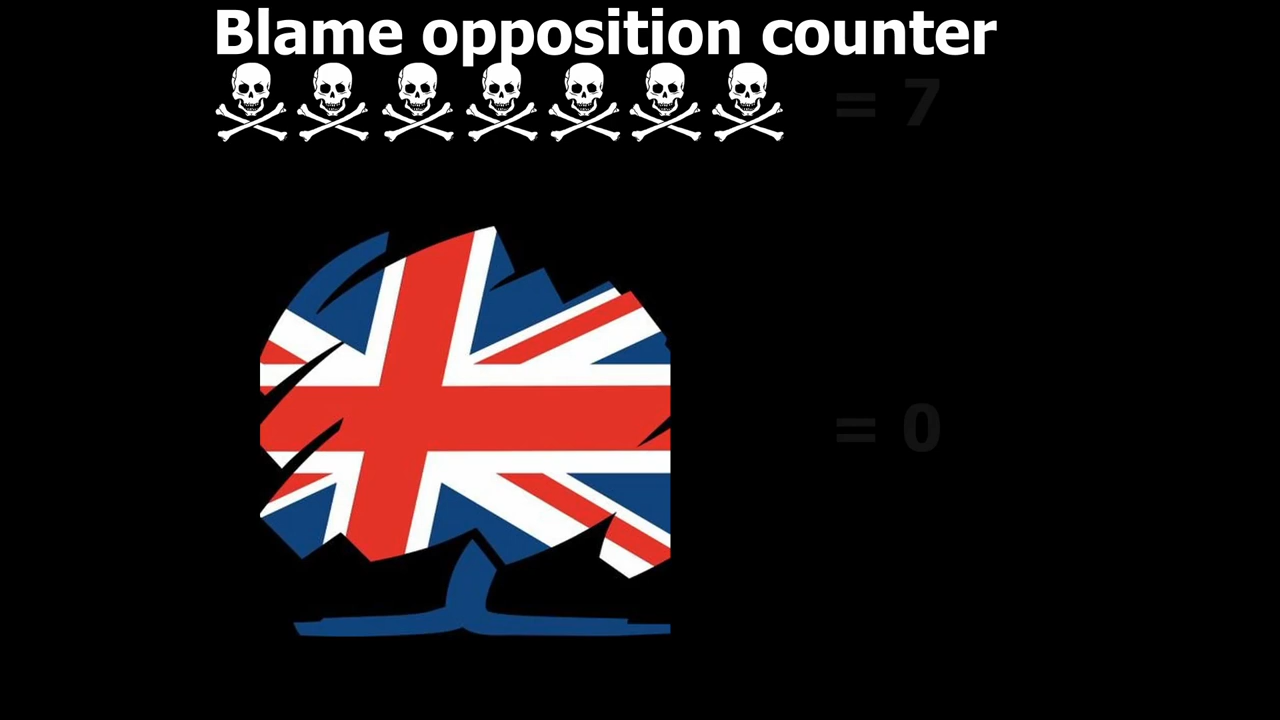 Blame opposition counter
= 7
= 0